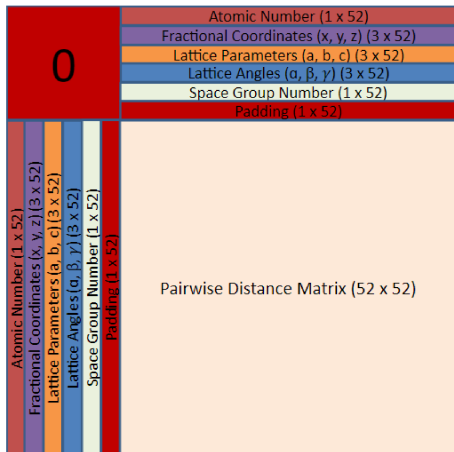 0
Atomic Number (1 x 52)
Fractional Coordinates (x, y, z) (3 x 52)
Lattice Parameters (a, b, c) (3 x 52)
Lattice Angles (α, β, γ) (3 x 52)
Space Group Number (1 x 52)
Padding (1 x 52)
Atomic Number (1 x 52)
Fractional Coordinates (x, y, z) (3 x 52)
Lattice Parameters (a, b, c) (3 x 52)
Lattice Angles (α, β, γ) (3 x 52)
Space Group Number (1 x 52)
Padding (1 x 52)
Pairwise Distance Matrix (52 x 52)